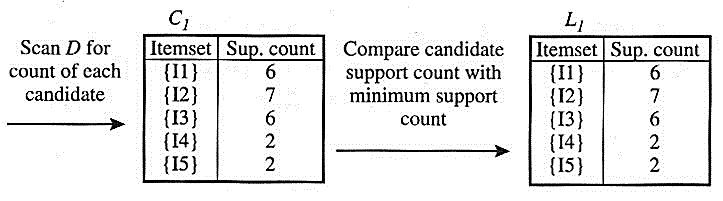 Scan D for
count of each
candidate
C1
Itemset Sup. count
{I1} 6
{I2} 7
{I3} 6
{I4} 2
{I5} 2
Compare candidate
support count with
minimum support
count
L1
Itemset Sup. count
{I1} 6
{I2} 7
{I3} 6
{I4} 2
{I5} 2